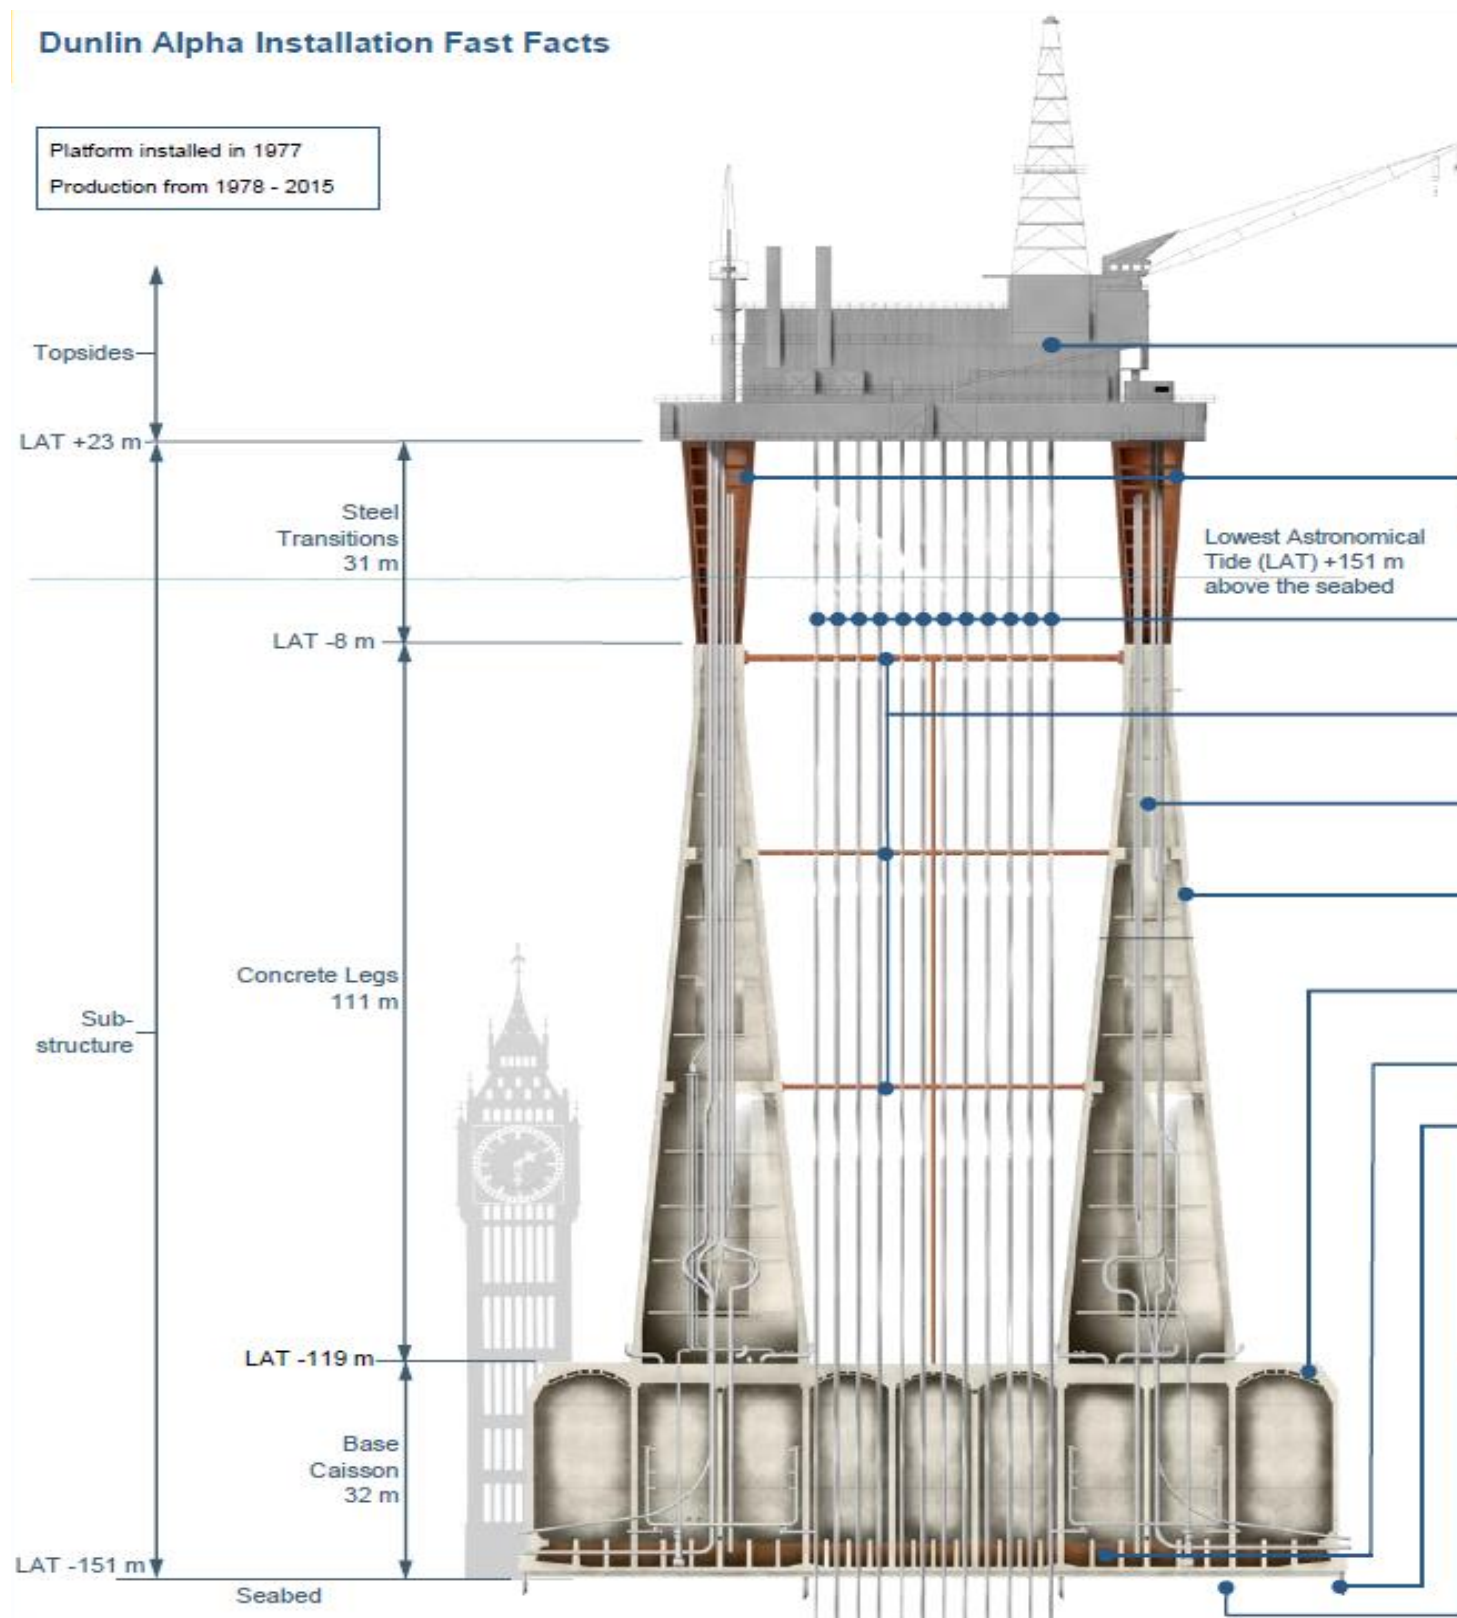 Dunlin Alpha Installation Fast Facts
Platform installed in 1977
Production from 1978 - 2015
Topsides
LAT +23 m
Steel
Transitions
31 m
Lowest Astronomical
Tide (LAT) +151 m
above the seabed
LAT -8 m
Concrete Legs
111 m
Sub-
structure
LAT -119 m
Base
Caisson
32 m
LAT -151 m
Seabed